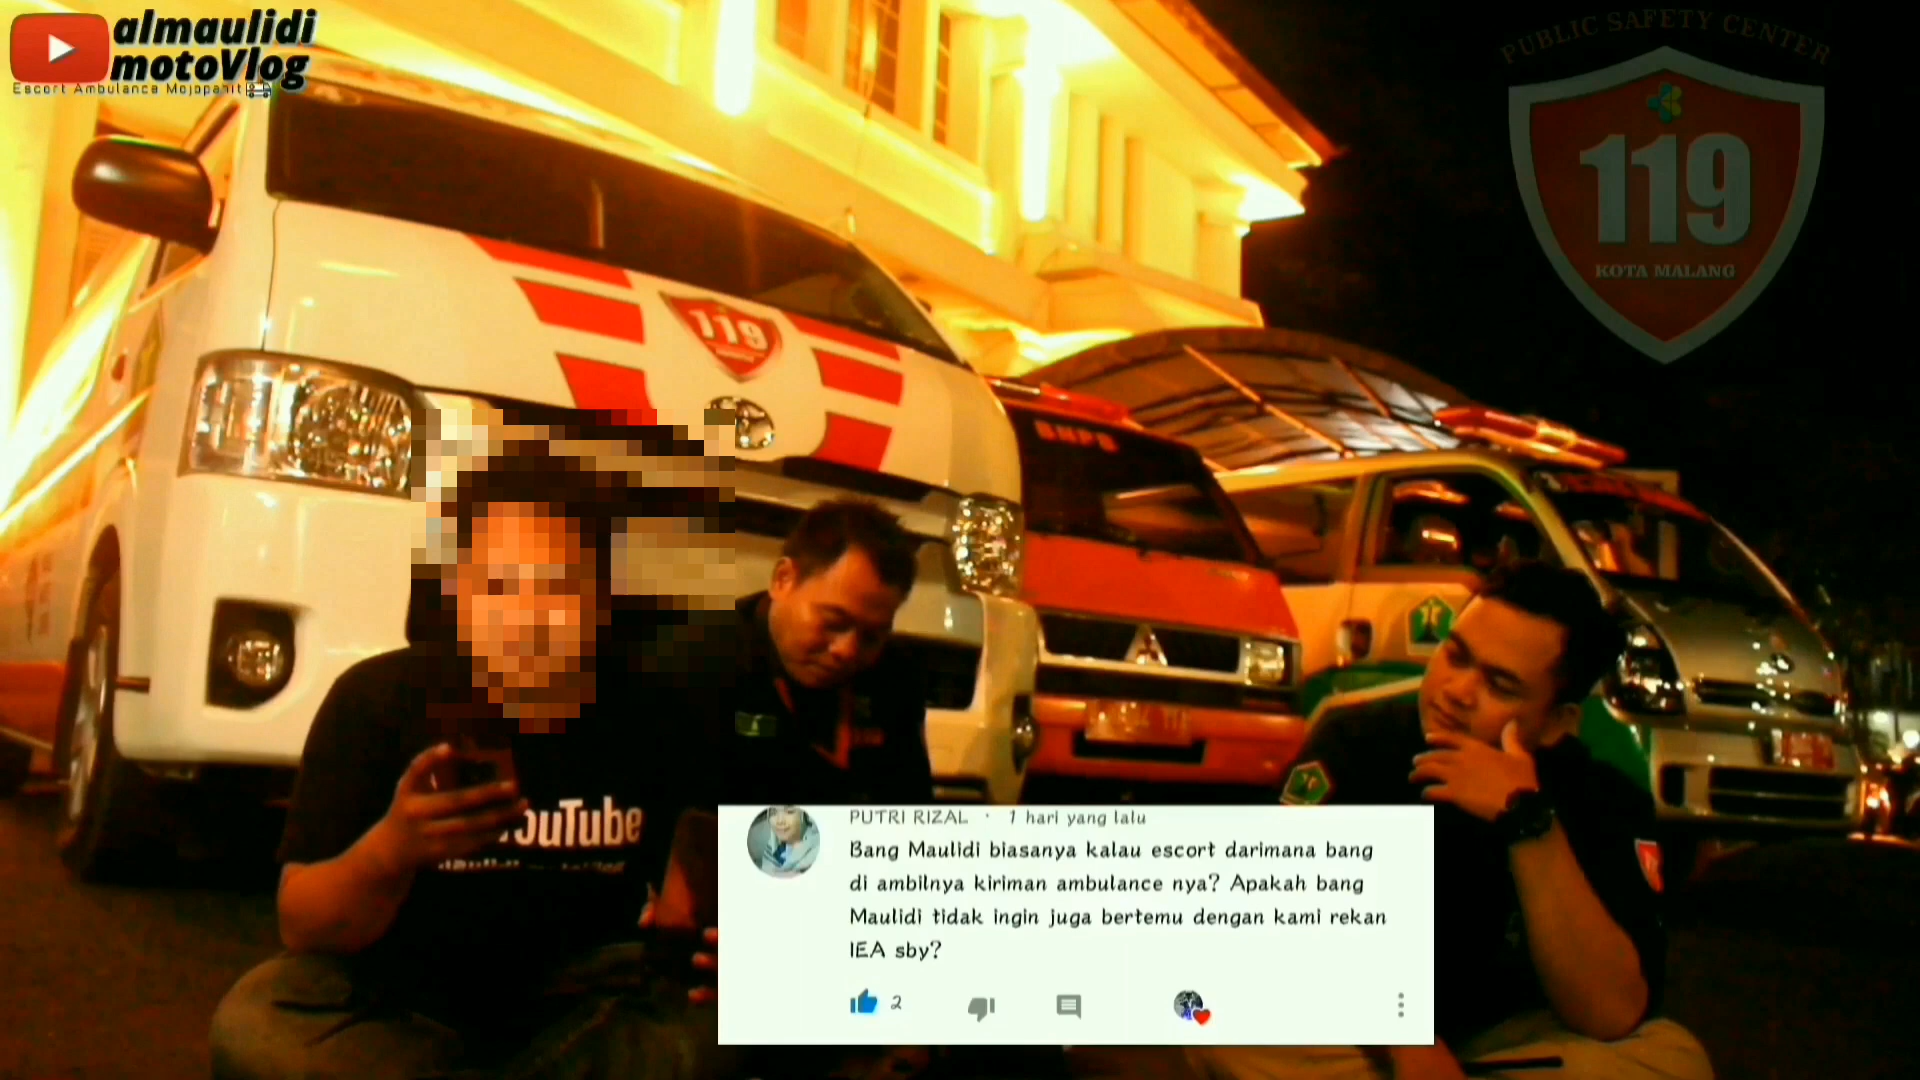 almaulidi
motoVlog
Escort Ambulance Mojopahit
PUBLIC SAFETY CENTER
119
KOTA MALANG
119
BNPB
YouTube
PUTRI RIZAL · 1 hari yang lalu
Bang Maulidi biasanya kalau escort darimana bang
di ambilnya kiriman ambulance nya? Apakah bang
Maulidi tidak ingin juga bertemu dengan kami rekan
IEA sby?
2